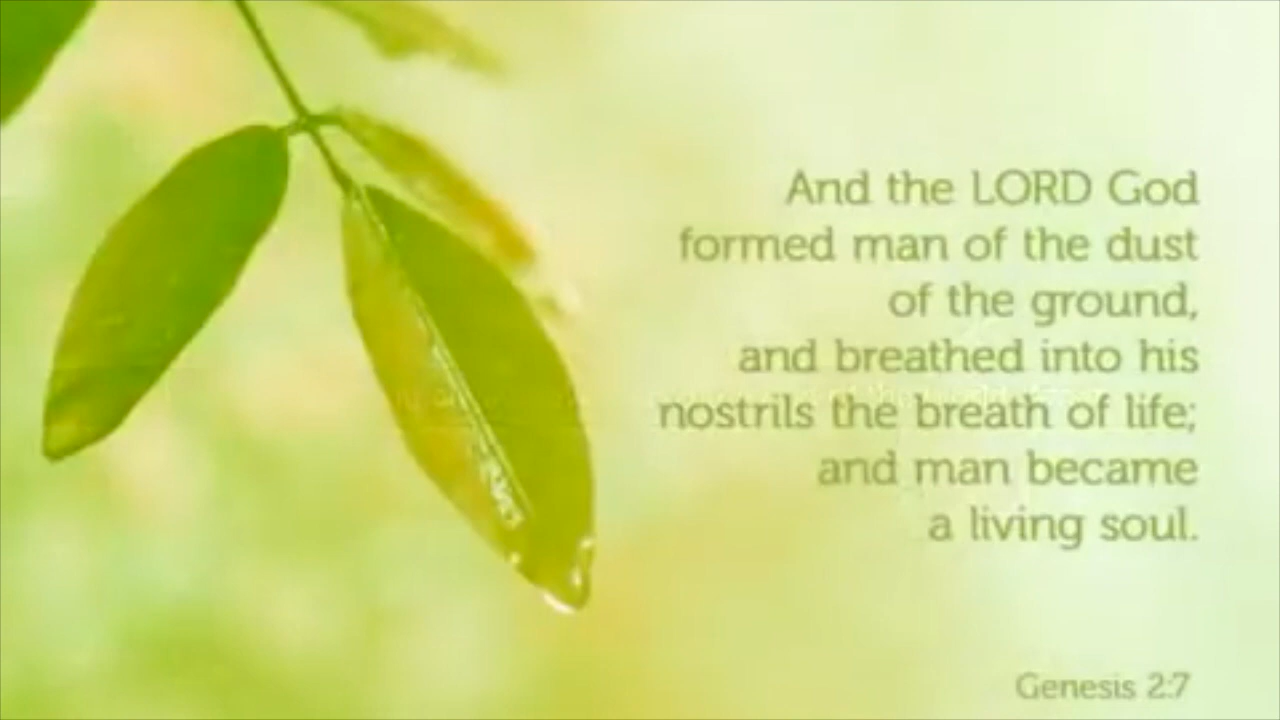 And the LORD God
formed man of the dust
of the ground,
and breathed into his
nostrils the breath of life;
and man became
a living soul.
Genesis 2:7